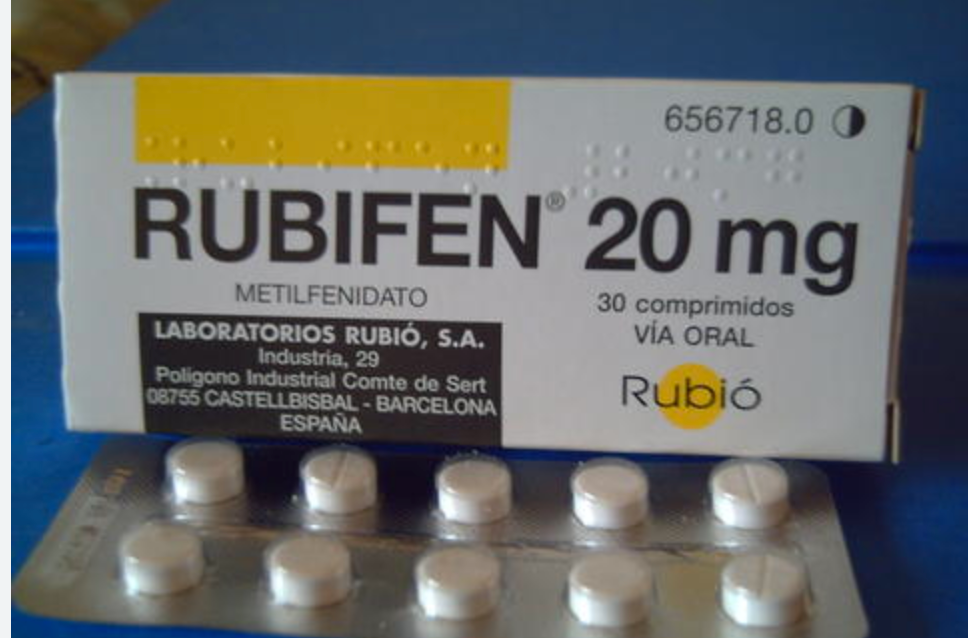 656718.0
RUBIFEN® 20 mg
METILFENIDATO
30 comprimidos
VÍA ORAL
LABORATORIOS RUBIÓ, S.A.
Industria, 29
Polígono Industrial Comte de Sert
08755 CASTELLBISBAL - BARCELONA
ESPAÑA
Rubió